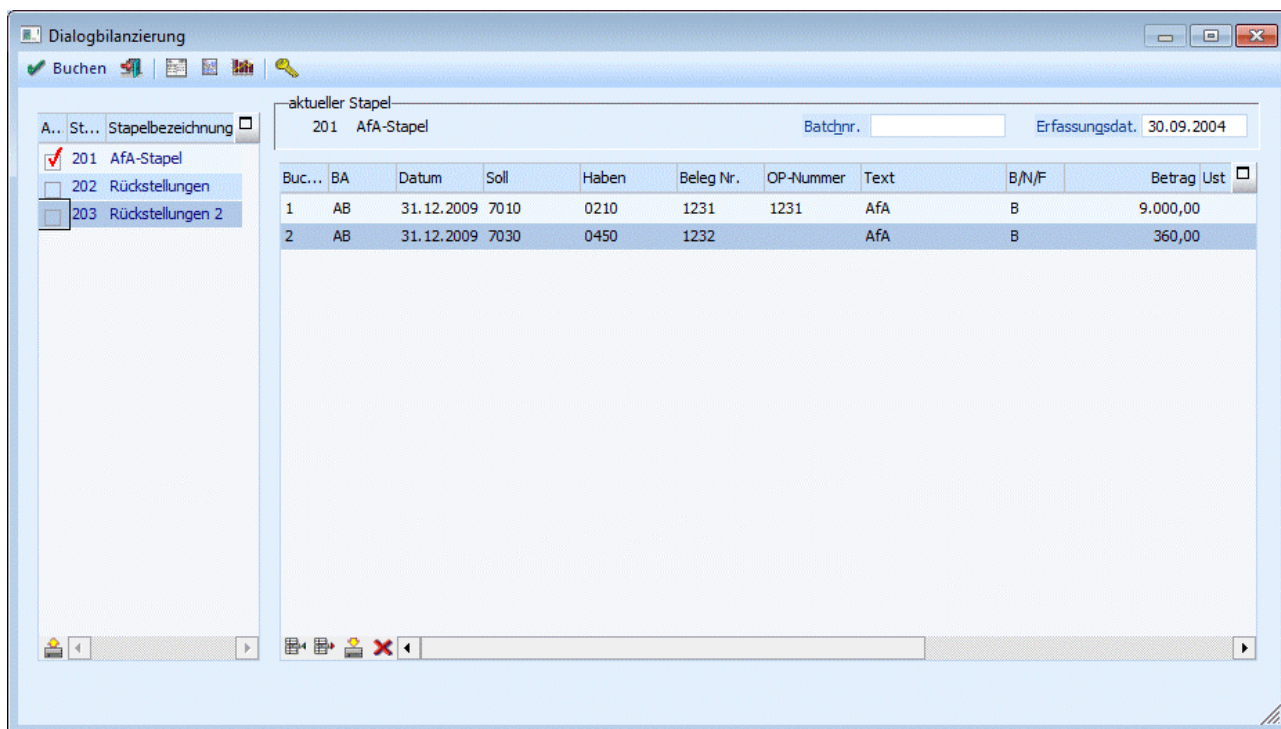 Dialogbilanzierung
Buchen
aktueller Stapel
201 AfA-Stapel Batchnr. Erfassungsdat. 30.09.2004
A... St... Stapelbezeichnung
201 AfA-Stapel
202 Rückstellungen
203 Rückstellungen 2
Buc... BA Datum Soll Haben Beleg Nr. OP-Nummer Text B/N/F Betrag Ust
1 AB 31.12.2009 7010 0210 1231 1231 AfA B 9.000,00
2 AB 31.12.2009 7030 0450 1232 AfA B 360,00